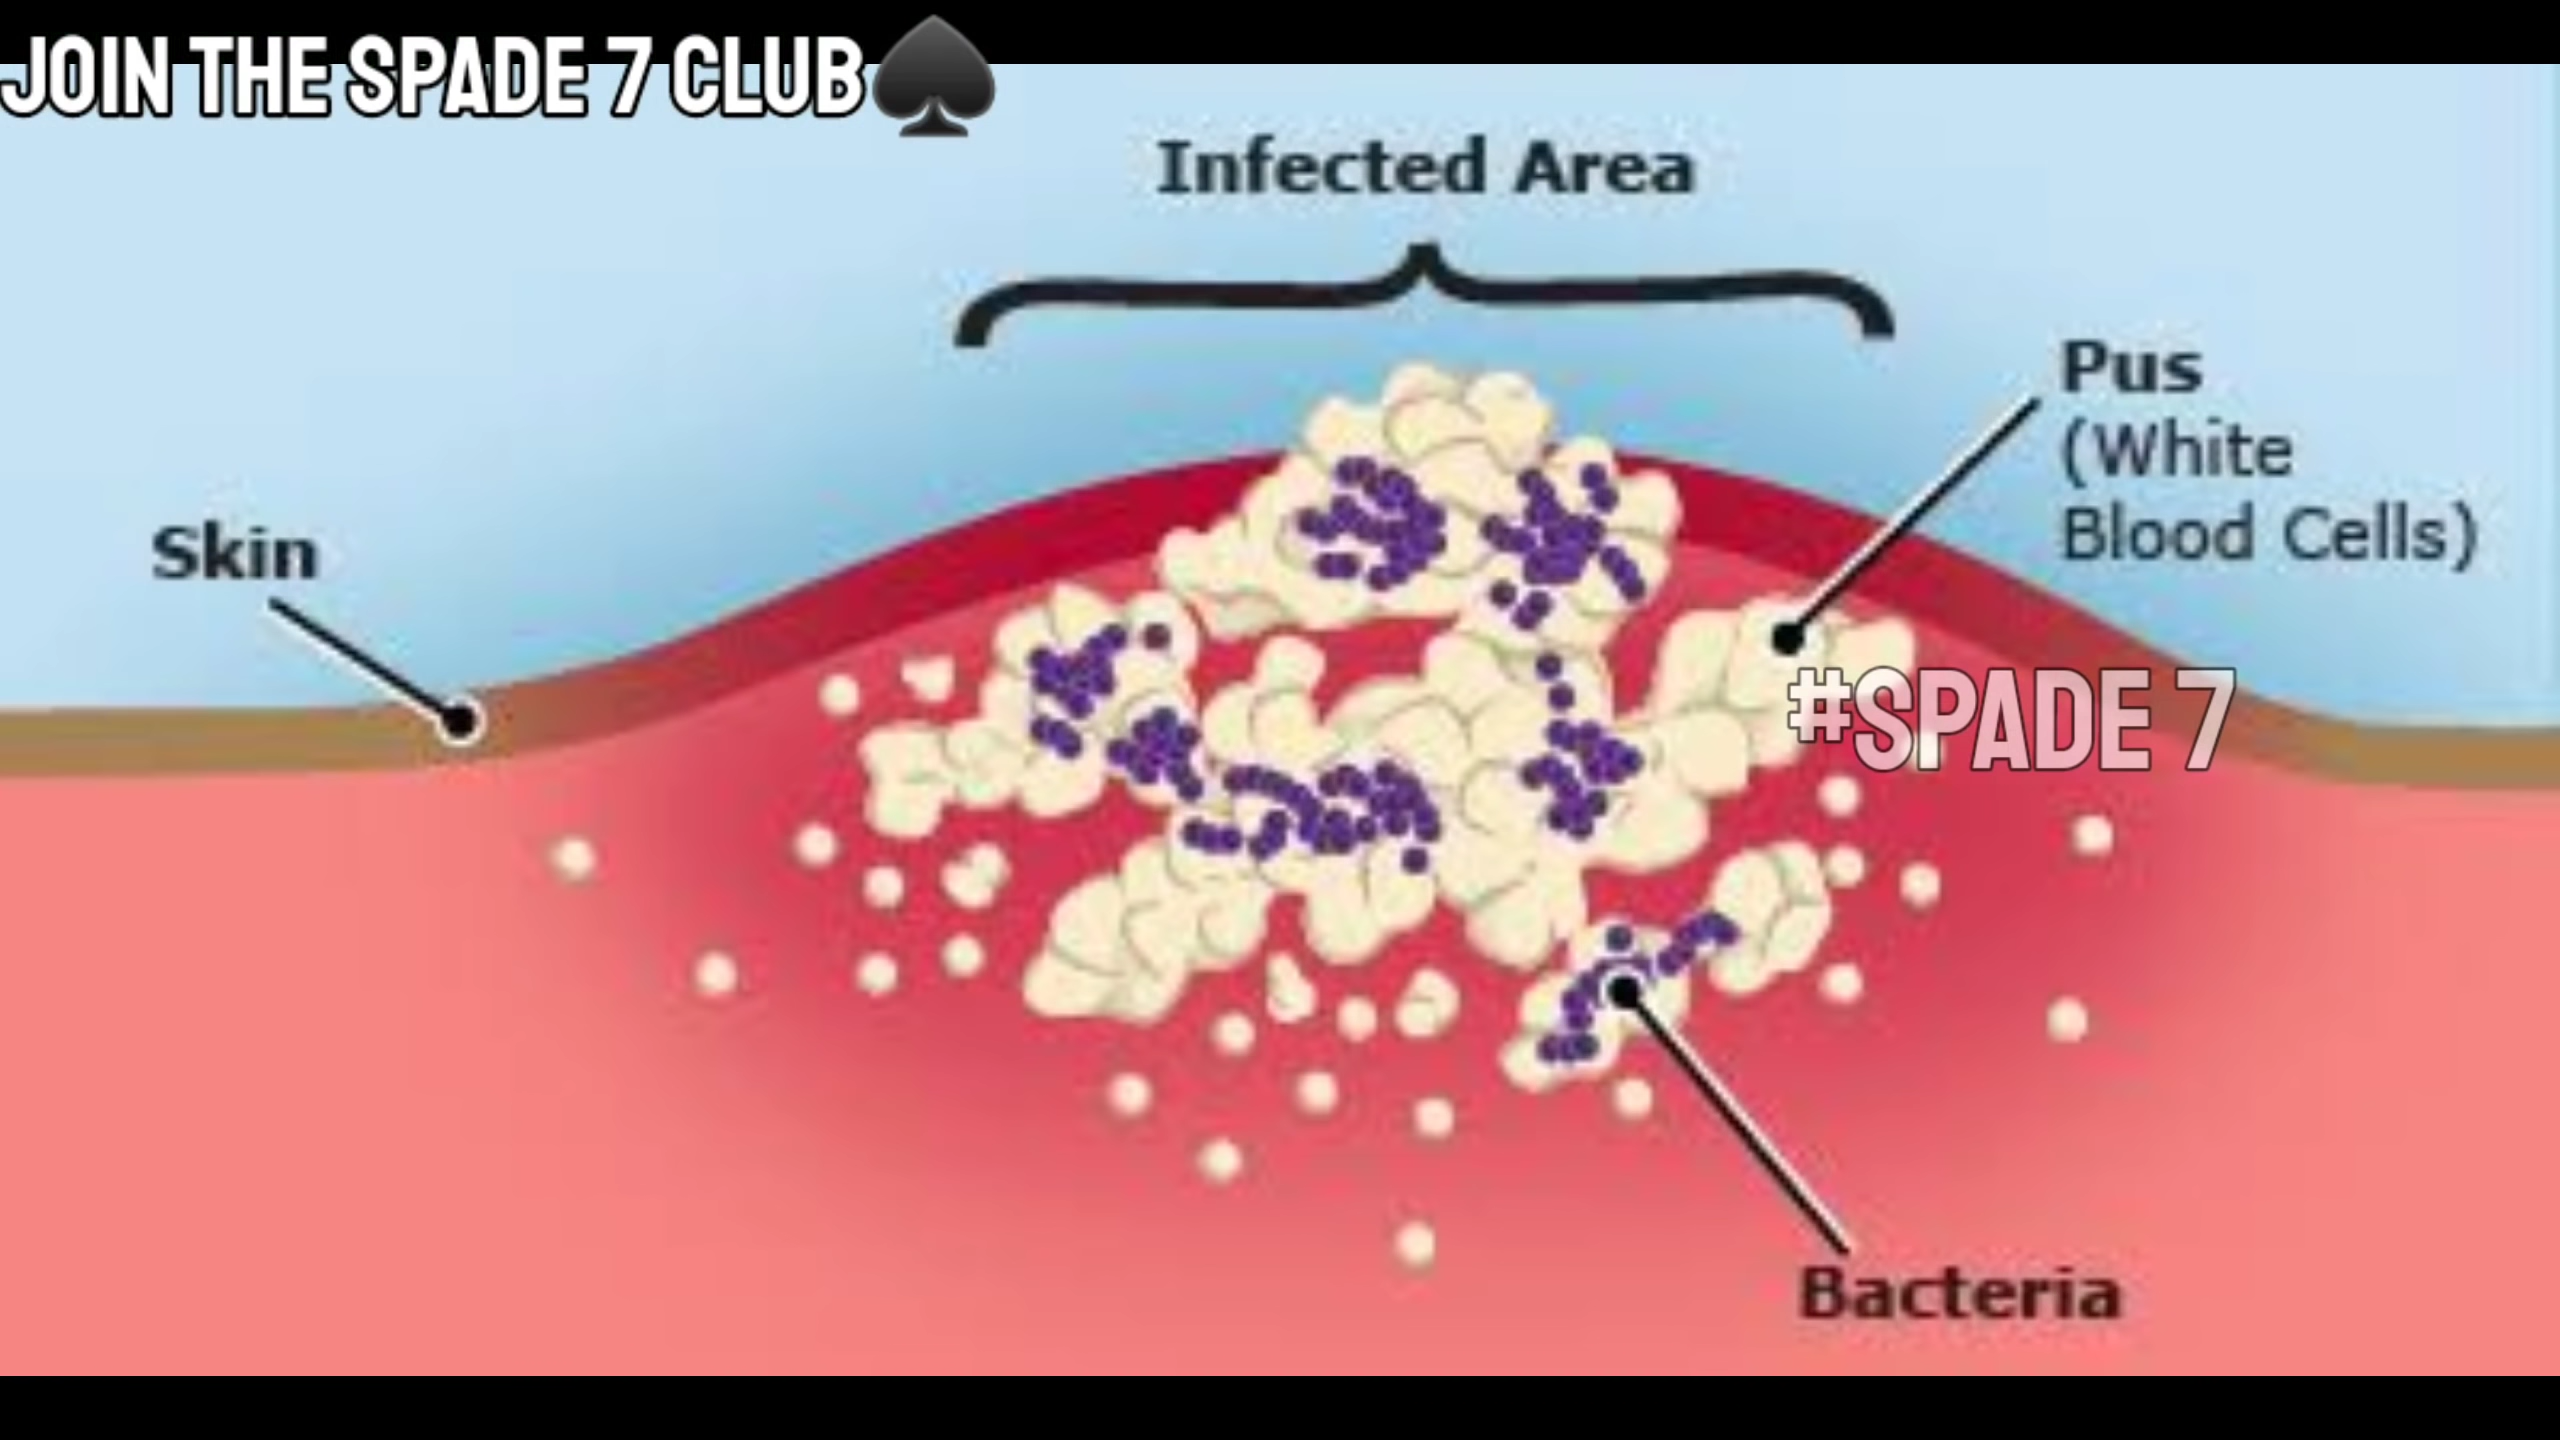 JOIN THE SPADE 7 CLUB♠
Infected Area
Pus
(White
Blood Cells)
Skin
#SPADE 7
Bacteria